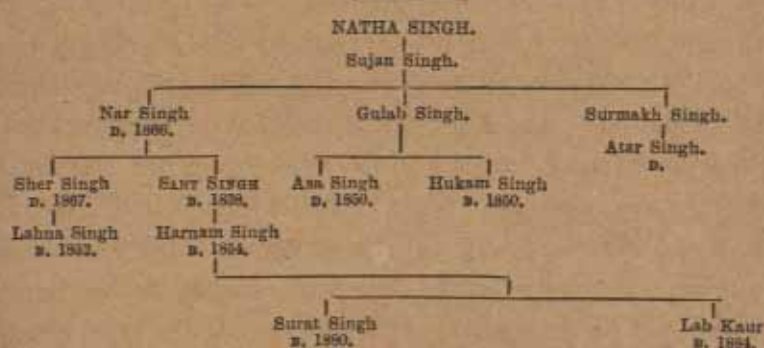 NATHA SINGH.
Sujan Singh.
Nar Singh Gulab Singh. Surmakh Singh.
D. 1866.
Atar Singh.
D.
Sher Singh SANT SINGH Asa Singh Hukam Singh
D. 1867. B. 1838. D. 1850. B. 1850.
Lahna Singh Harnam Singh
B. 1852. B. 1854.
Surat Singh Lab Kaur
B. 1880. B. 1884.